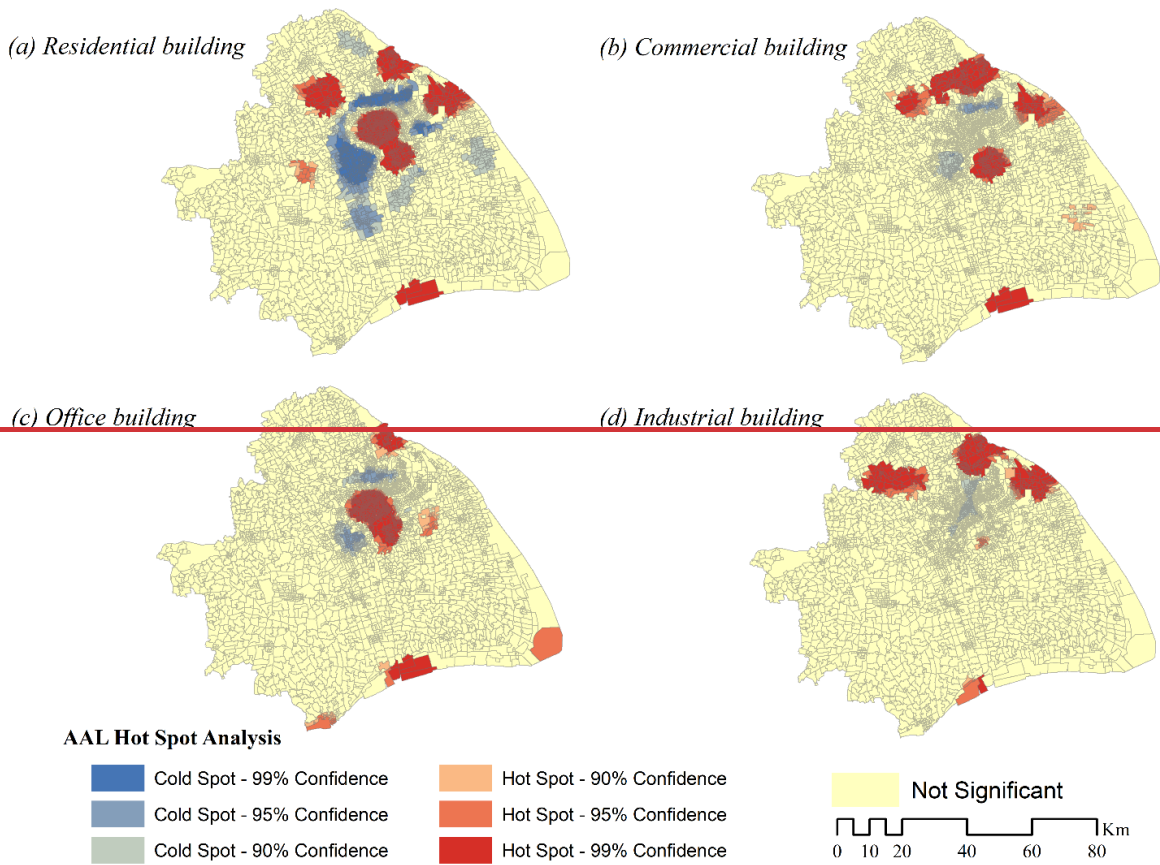 (a) Residential building
(b) Commercial building
(c) Office building
(d) Industrial building
AAL Hot Spot Analysis
Cold Spot - 99% Confidence
Cold Spot - 95% Confidence
Cold Spot - 90% Confidence
Hot Spot - 90% Confidence
Hot Spot - 95% Confidence
Hot Spot - 99% Confidence
Not Significant
Km
0 10 20 40 60 80